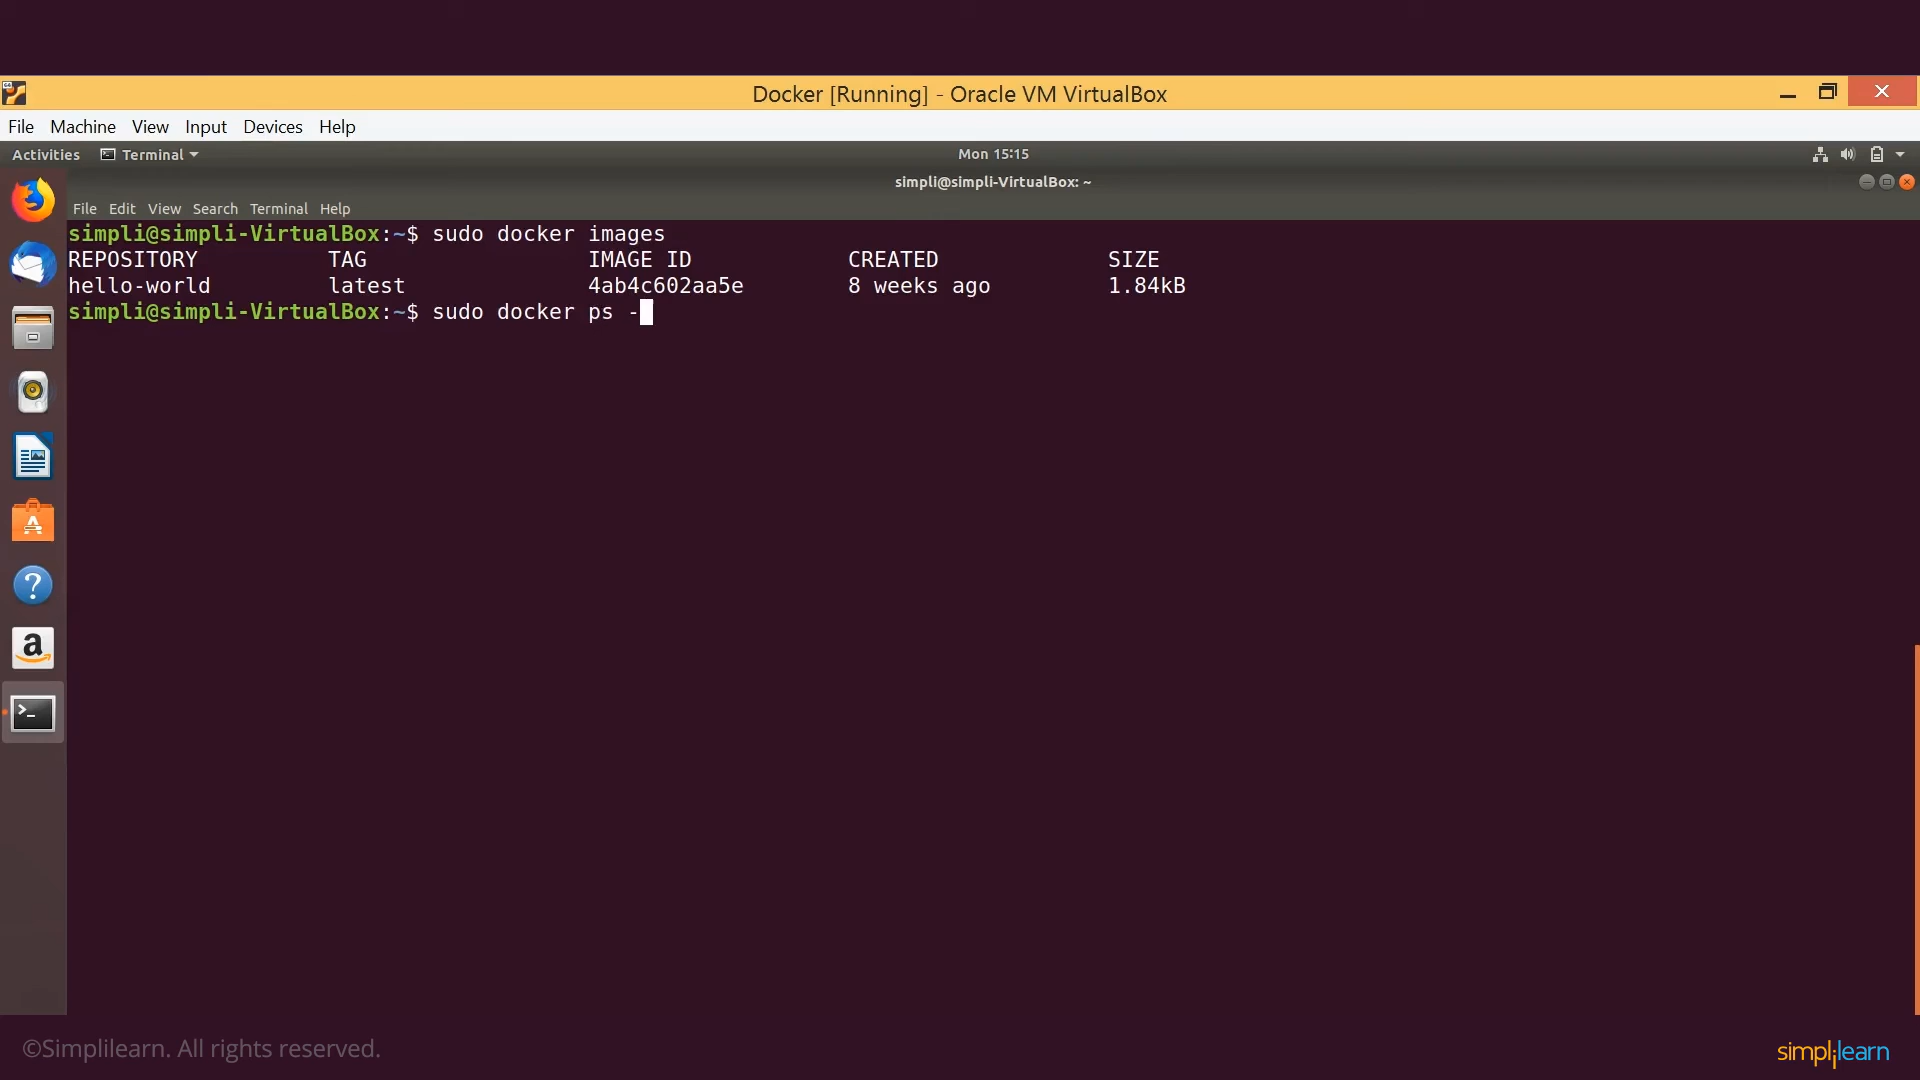 Docker [Running] - Oracle VM VirtualBox
File Machine View Input Devices Help
Activities Terminal Mon 15:15
simpli@simpli-VirtualBox: ~
File Edit View Search Terminal Help
simpli@simpli-VirtualBox:~$ sudo docker images
REPOSITORY TAG IMAGE ID CREATED SIZE
hello-world latest 4ab4c602aa5e 8 weeks ago 1.84kB
simpli@simpli-VirtualBox:~$ sudo docker ps -
©Simplilearn. All rights reserved.
simplilearn